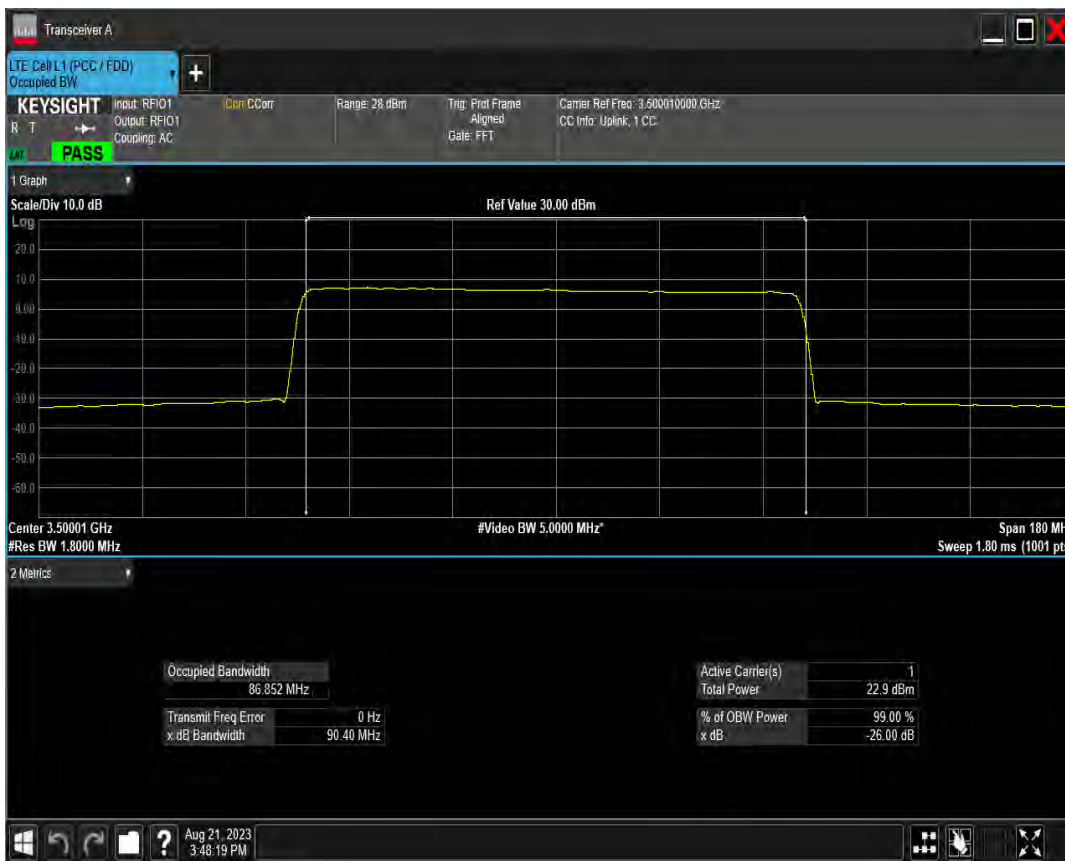 Transceiver A
LTE Cell L1 (PCC / FDD)
Occupied BW
+
KEYSIGHT
R T
PASS
Input: RFIO1
Output: RFIO1
Coupling: AC
Corr CCorr
Range: 28 dBm
Trig: Prot Frame
Aligned
Gate: FFT
Carrier Ref Freq: 3.500010000 GHz
CC Info: Uplink, 1 CC
1 Graph
Scale/Div 10.0 dB
Ref Value 30.00 dBm
Log
20.0
10.0
0.00
-10.0
-20.0
-30.0
-40.0
-50.0
-60.0
Center 3.50001 GHz
#Video BW 5.0000 MHz*
Span 180 MH
#Res BW 1.8000 MHz
Sweep 1.80 ms (1001 pts
2 Metrics
Occupied Bandwidth
86.852 MHz
Transmit Freq Error 0 Hz
x dB Bandwidth 90.40 MHz
Active Carrier(s) 1
Total Power 22.9 dBm
% of OBW Power 99.00 %
x dB -26.00 dB
?
Aug 21, 2023
3:48:19 PM